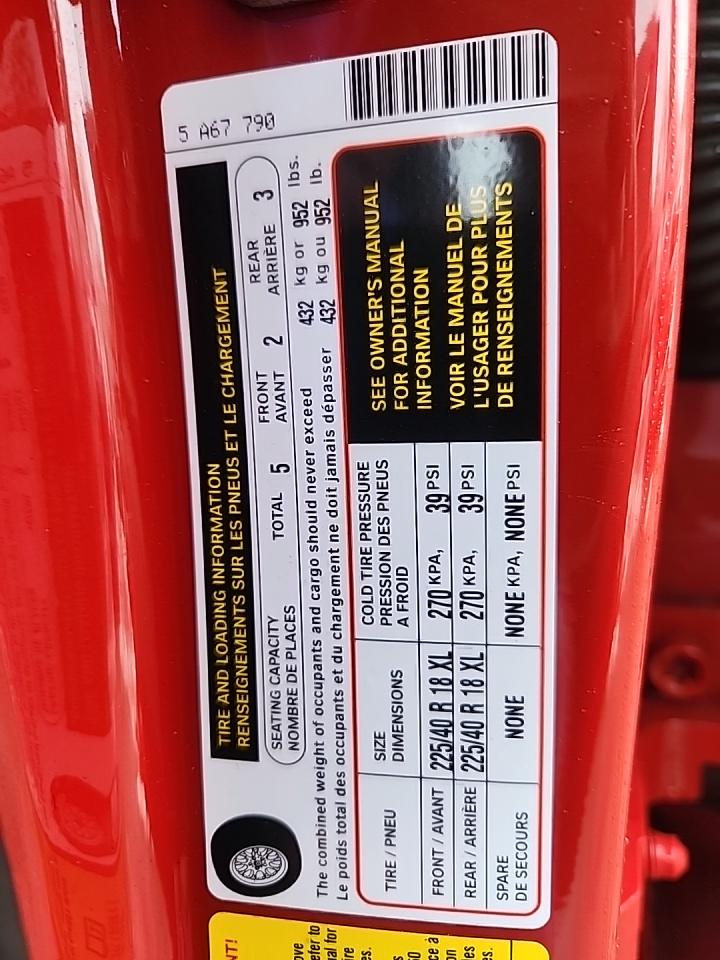 5 A67 790
TIRE AND LOADING INFORMATION
RENSEIGNEMENTS SUR LES PNEUS ET LE CHARGEMENT
SEATING CAPACITY TOTAL 5 FRONT 2 REAR 3
NOMBRE DE PLACES AVANT ARRIÈRE
The combined weight of occupants and cargo should never exceed 432 kg or 952 lbs.
Le poids total des occupants et du chargement ne doit jamais dépasser 432 kg ou 952 lb.
TIRE / PNEU
SIZE
DIMENSIONS
COLD TIRE PRESSURE
PRESSION DES PNEUS
A FROID
FRONT / AVANT 225/40 R 18 XL 270 KPA, 39 PSI
REAR / ARRIÈRE 225/40 R 18 XL 270 KPA, 39 PSI
SPARE
DE SECOURS
NONE NONE KPA, NONE PSI
SEE OWNER'S MANUAL
FOR ADDITIONAL
INFORMATION
VOIR LE MANUEL DE
L'USAGER POUR PLUS
DE RENSEIGNEMENTS